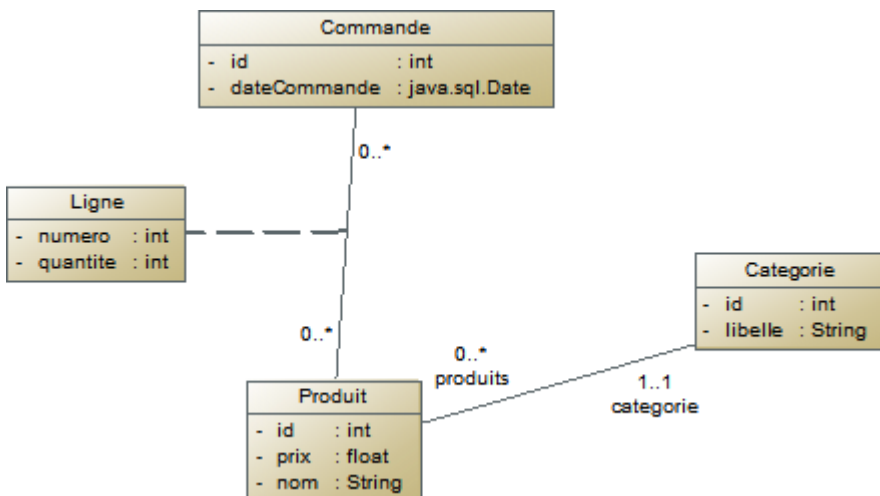 Commande
- id : int
- dateCommande : java.sql.Date
0..*
Ligne
- numero : int
- quantite : int
Categorie
- id : int
- libelle : String
0..*
0..*
produits
1..1
categorie
Produit
- id : int
- prix : float
- nom : String